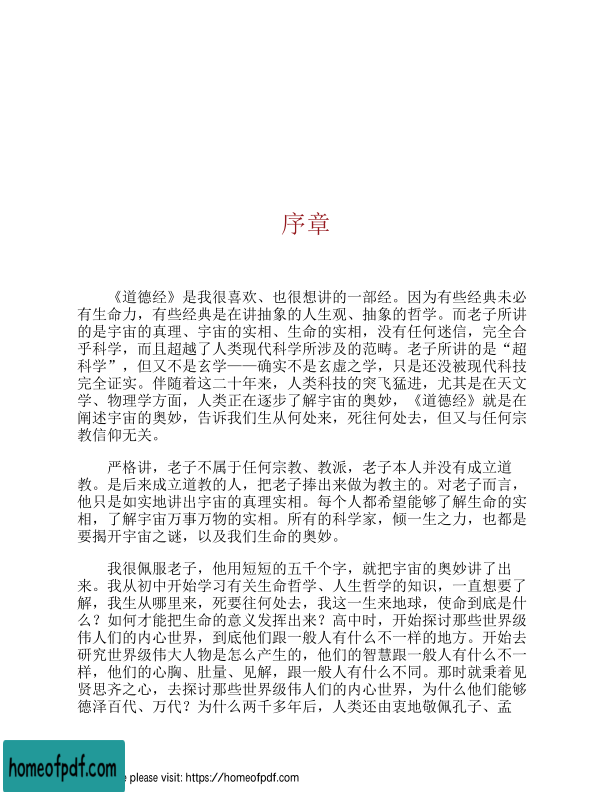 序章
《道德经》是我很喜欢、也很想讲的一部经。因为有些经典未必
有生命力，有些经典是在讲抽象的人生观、抽象的哲学。而老子所讲
的是宇宙的真理、宇宙的实相、生命的实相，没有任何迷信，完全合
乎科学，而且超越了人类现代科学所涉及的范畴。老子所讲的是“超
科学”，但又不是玄学——确实不是玄虚之学，只是还没被现代科技
完全证实。伴随着这二十年来，人类科技的突飞猛进，尤其是在天文
学、物理学方面，人类正在逐步了解宇宙的奥妙，《道德经》就是在
阐述宇宙的奥妙，告诉我们生从何处来，死往何处去，但又与任何宗
教信仰无关。
严格讲，老子不属于任何宗教、教派，老子本人并没有成立道
教。是后来成立道教的人，把老子捧出来做为教主的。对老子而言，
他只是如实地讲出宇宙的真理实相。每个人都希望能够了解生命的实
相，了解宇宙万事万物的实相。所有的科学家，倾一生之力，也都是
要揭开宇宙之谜，以及我们生命的奥妙。
我很佩服老子，他用短短的五千个字，就把宇宙的奥妙讲了出
来。我从初中开始学习有关生命哲学、人生哲学的知识，一直想要了
解，我生从哪里来，死要往何处去，我这一生来地球，使命到底是什
么？如何才能把生命的意义发挥出来？高中时，开始探讨那些世界级
伟人们的内心世界，到底他们跟一般人有什么不一样的地方。开始去
研究世界级伟大人物是怎么产生的，他们的智慧跟一般人有什么不一
样，他们的心胸、肚量、见解，跟一般人有什么不同。那时就秉着见
贤思齐之心，去探讨那些世界级伟人们的内心世界，为什么他们能够
德泽百代、万代？为什么两千多年后，人类还由衷地敬佩孔子、孟
homeofpdf.com
e please visit: https://homeofpdf.com